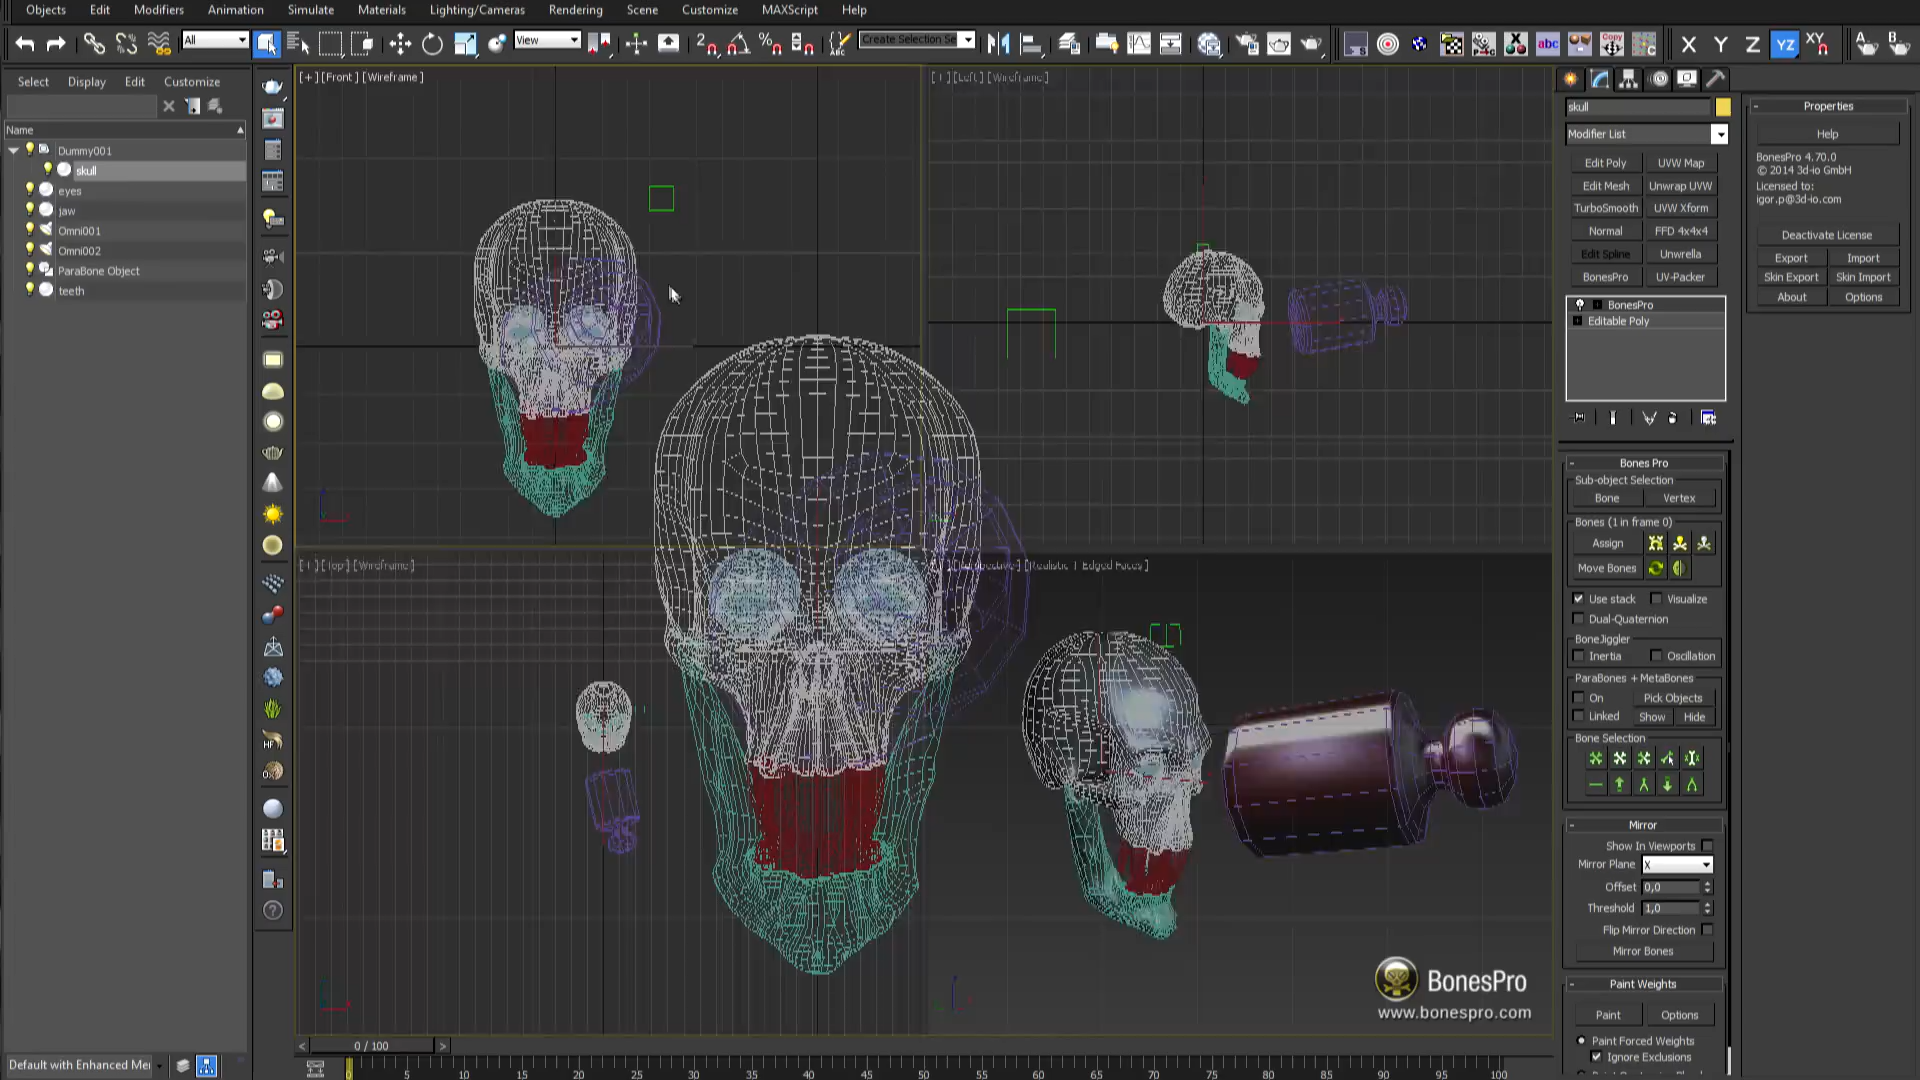 Objects Edit Modifiers Animation Simulate Materials Lighting/Cameras Rendering Scene Customize MAXScript Help
All View Create Selection Se abc Copy X Y Z YZ XY A B
Select Display Edit Customize
Name
Dummy001
skull
eyes
jaw
Omni001
Omni002
ParaBone Object
teeth
Default with Enhanced Me
HF
[+][Front][Wireframe]
[+][Left][Wireframe]
[+][Top][Wireframe]
[Realistic | Edged Faces]
BonesPro
www.bonespro.com
< 0 / 100 >
0 5 10 15 20 25 30 35 40 45 50 55 60 65 70 75 80 85 90 95 100
skull
Modifier List
Edit Poly UVW Map
Edit Mesh Unwrap UVW
TurboSmooth UVW Xform
Normal FFD 4x4x4
Edit Spline Unwrella
BonesPro UV-Packer
BonesPro
Editable Poly
- Bones Pro
Sub-object Selection
Bone Vertex
Bones (1 in frame 0)
Assign
Move Bones
Use stack Visualize
Dual-Quaternion
BoneJiggler
Inertia Oscillation
ParaBones + MetaBones
On Pick Objects
Linked Show Hide
Bone Selection
- Mirror
Show In Viewports
Mirror Plane X
Offset 0,0
Threshold 1,0
Flip Mirror Direction
Mirror Bones
- Paint Weights
Paint Options
Paint Forced Weights
Ignore Exclusions
- Properties
Help
BonesPro 4.70.0
© 2014 3d-io GmbH
Licensed to:
igor.p@3d-io.com
Deactivate License
Export Import
Skin Export Skin Import
About Options